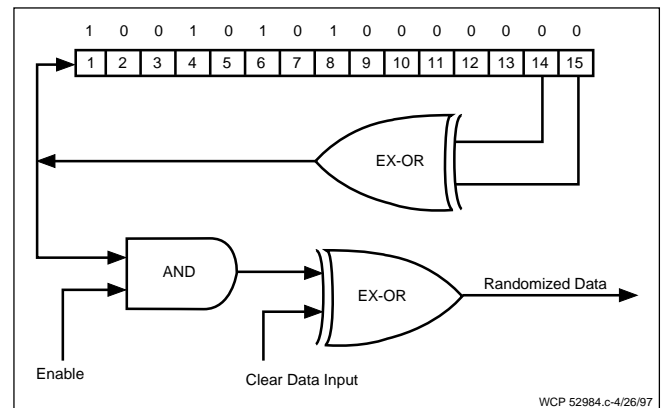 1 0 0 1 0 1 0 1 0 0 0 0 0 0 0
1 2 3 4 5 6 7 8 9 10 11 12 13 14 15
EX-OR
AND
EX-OR
Randomized Data
Enable
Clear Data Input
WCP 52984.c-4/26/97